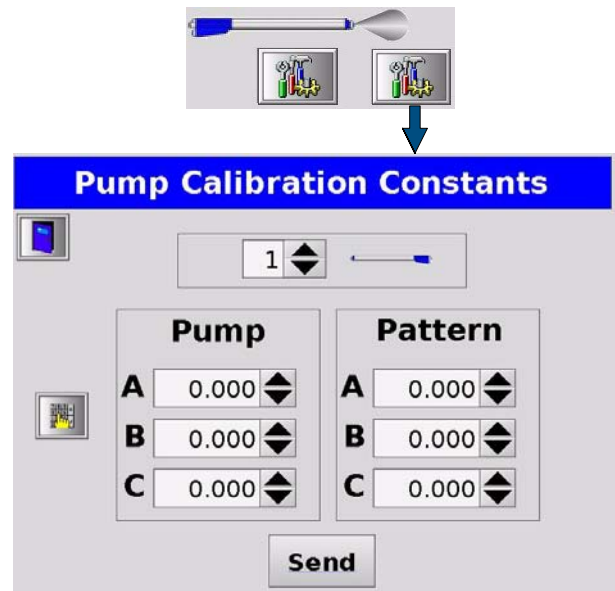 Pump Calibration Constants
1
Pump Pattern
A 0.000 A 0.000
B 0.000 B 0.000
C 0.000 C 0.000
Send